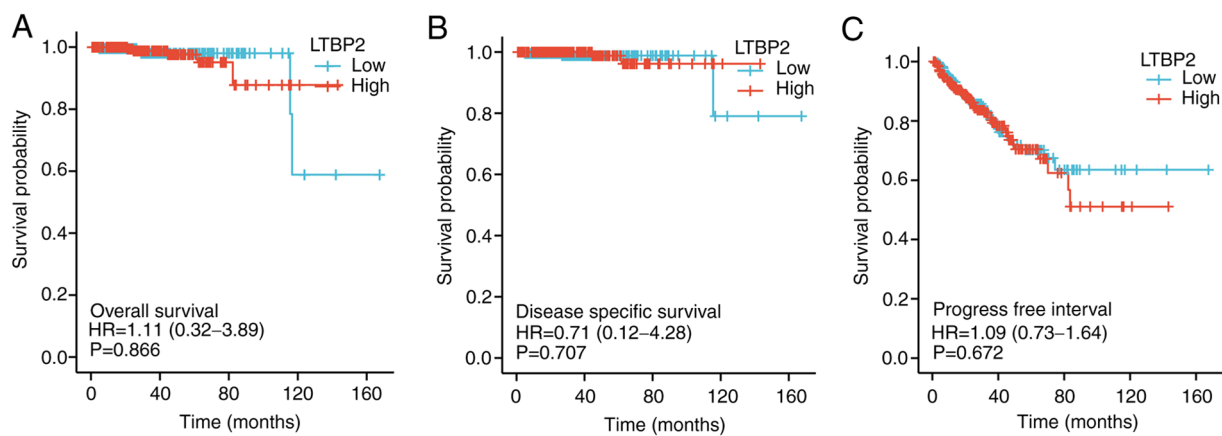 A
LTBP2
Low
High
1.0
0.8
0.6
0.4
0.2
0.0
Survival probability
Overall survival
HR=1.11 (0.32–3.89)
P=0.866
0 40 80 120 160
Time (months)
B
LTBP2
Low
High
1.0
0.8
0.6
0.4
0.2
0.0
Survival probability
Disease specific survival
HR=0.71 (0.12–4.28)
P=0.707
0 40 80 120 160
Time (months)
C
LTBP2
Low
High
1.0
0.8
0.6
0.4
0.2
0.0
Survival probability
Progress free interval
HR=1.09 (0.73–1.64)
P=0.672
0 40 80 120 160
Time (months)